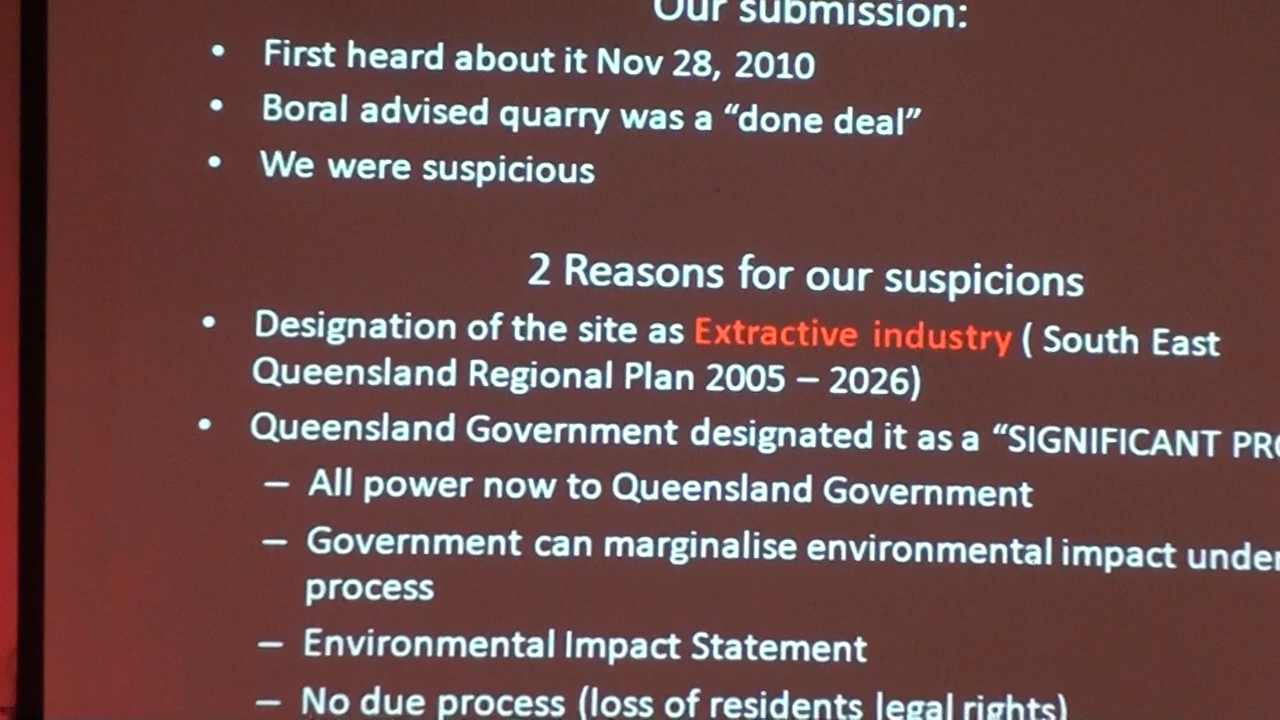 Our submission:
• First heard about it Nov 28, 2010
• Boral advised quarry was a “done deal”
• We were suspicious
2 Reasons for our suspicions
• Designation of the site as Extractive industry ( South East
Queensland Regional Plan 2005 – 2026)
• Queensland Government designated it as a “SIGNIFICANT
– All power now to Queensland Government
– Government can marginalise environmental impact under
process
– Environmental Impact Statement
– No due process (loss of residents legal rights)